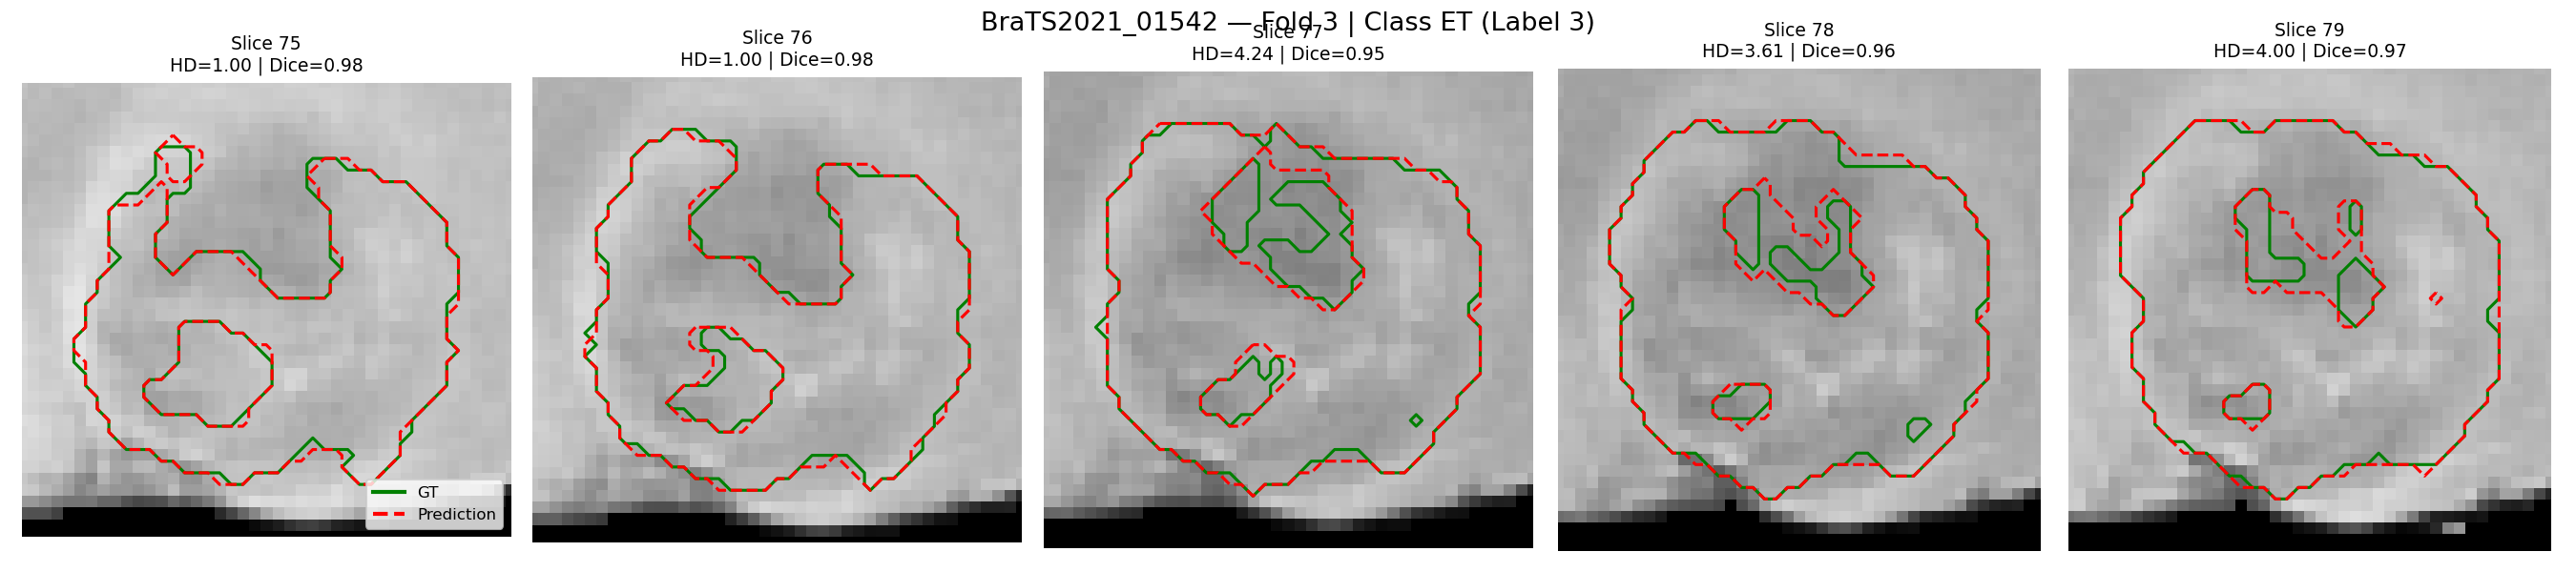 BraTS2021_01542 — Fold 3 | Class ET (Label 3)
Slice 75
HD=1.00 | Dice=0.98
Slice 76
HD=1.00 | Dice=0.98
Slice 77
HD=4.24 | Dice=0.95
Slice 78
HD=3.61 | Dice=0.96
Slice 79
HD=4.00 | Dice=0.97
GT
Prediction